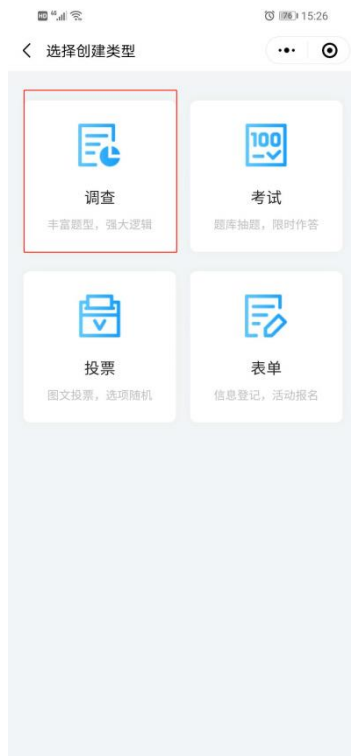 HD 46 15:26
选择创建类型
100
调查 考试
丰富题型，强大逻辑 题库抽题，限时作答
投票 表单
图文投票，选项随机 信息登记，活动报名